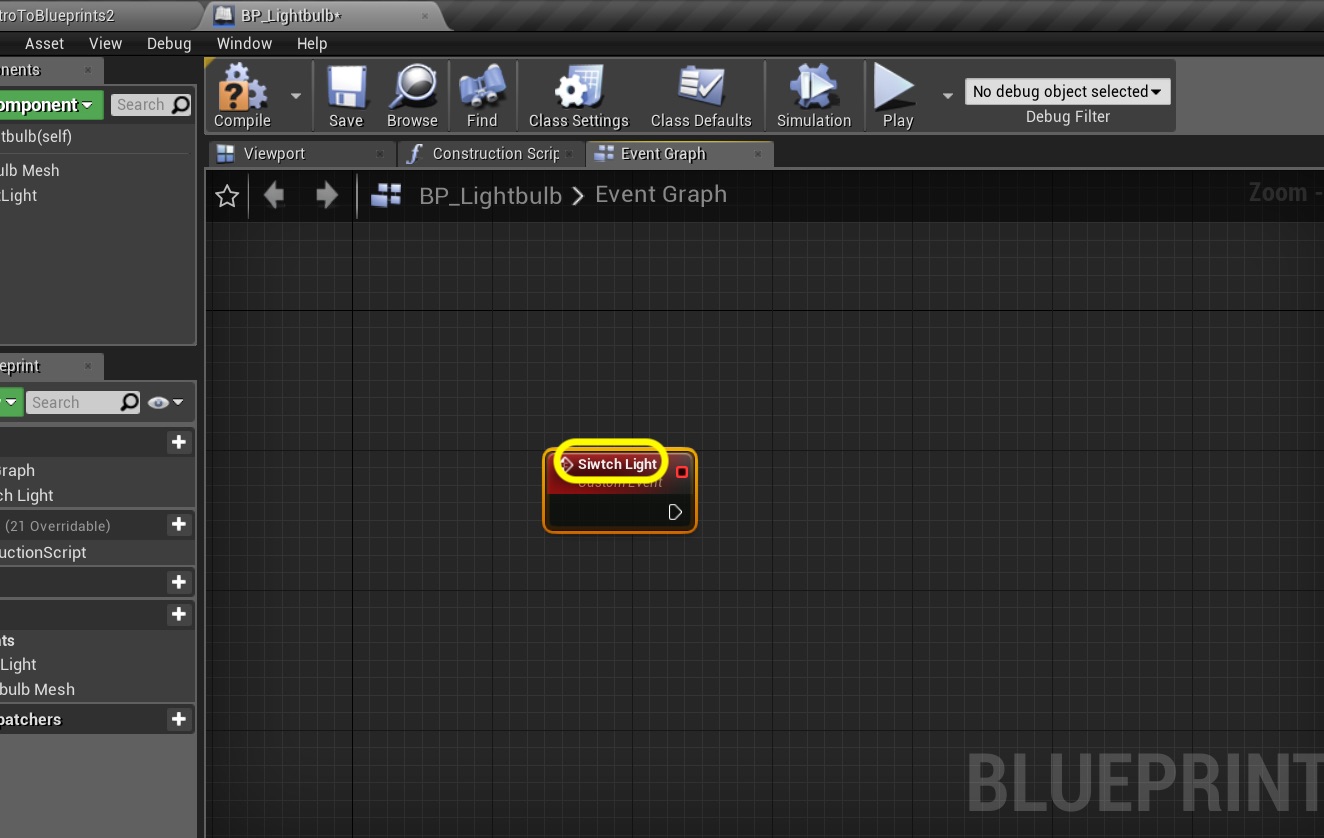 troToBlueprints2
BP_Lightbulb*
Asset View Debug Window Help
nents
omponent Search
Compile Save Browse Find Class Settings Class Defaults Simulation Play
No debug object selected
Debug Filter
tbulb(self)
ulb Mesh
Light
Viewport Construction Scrip Event Graph
BP_Lightbulb > Event Graph
Zoom -
eprint
Search
Graph
ch Light
(21 Overridable)
uctionScript
nts
Light
bulb Mesh
patchers
Siwtch Light
Custom Event
BLUEPRINT